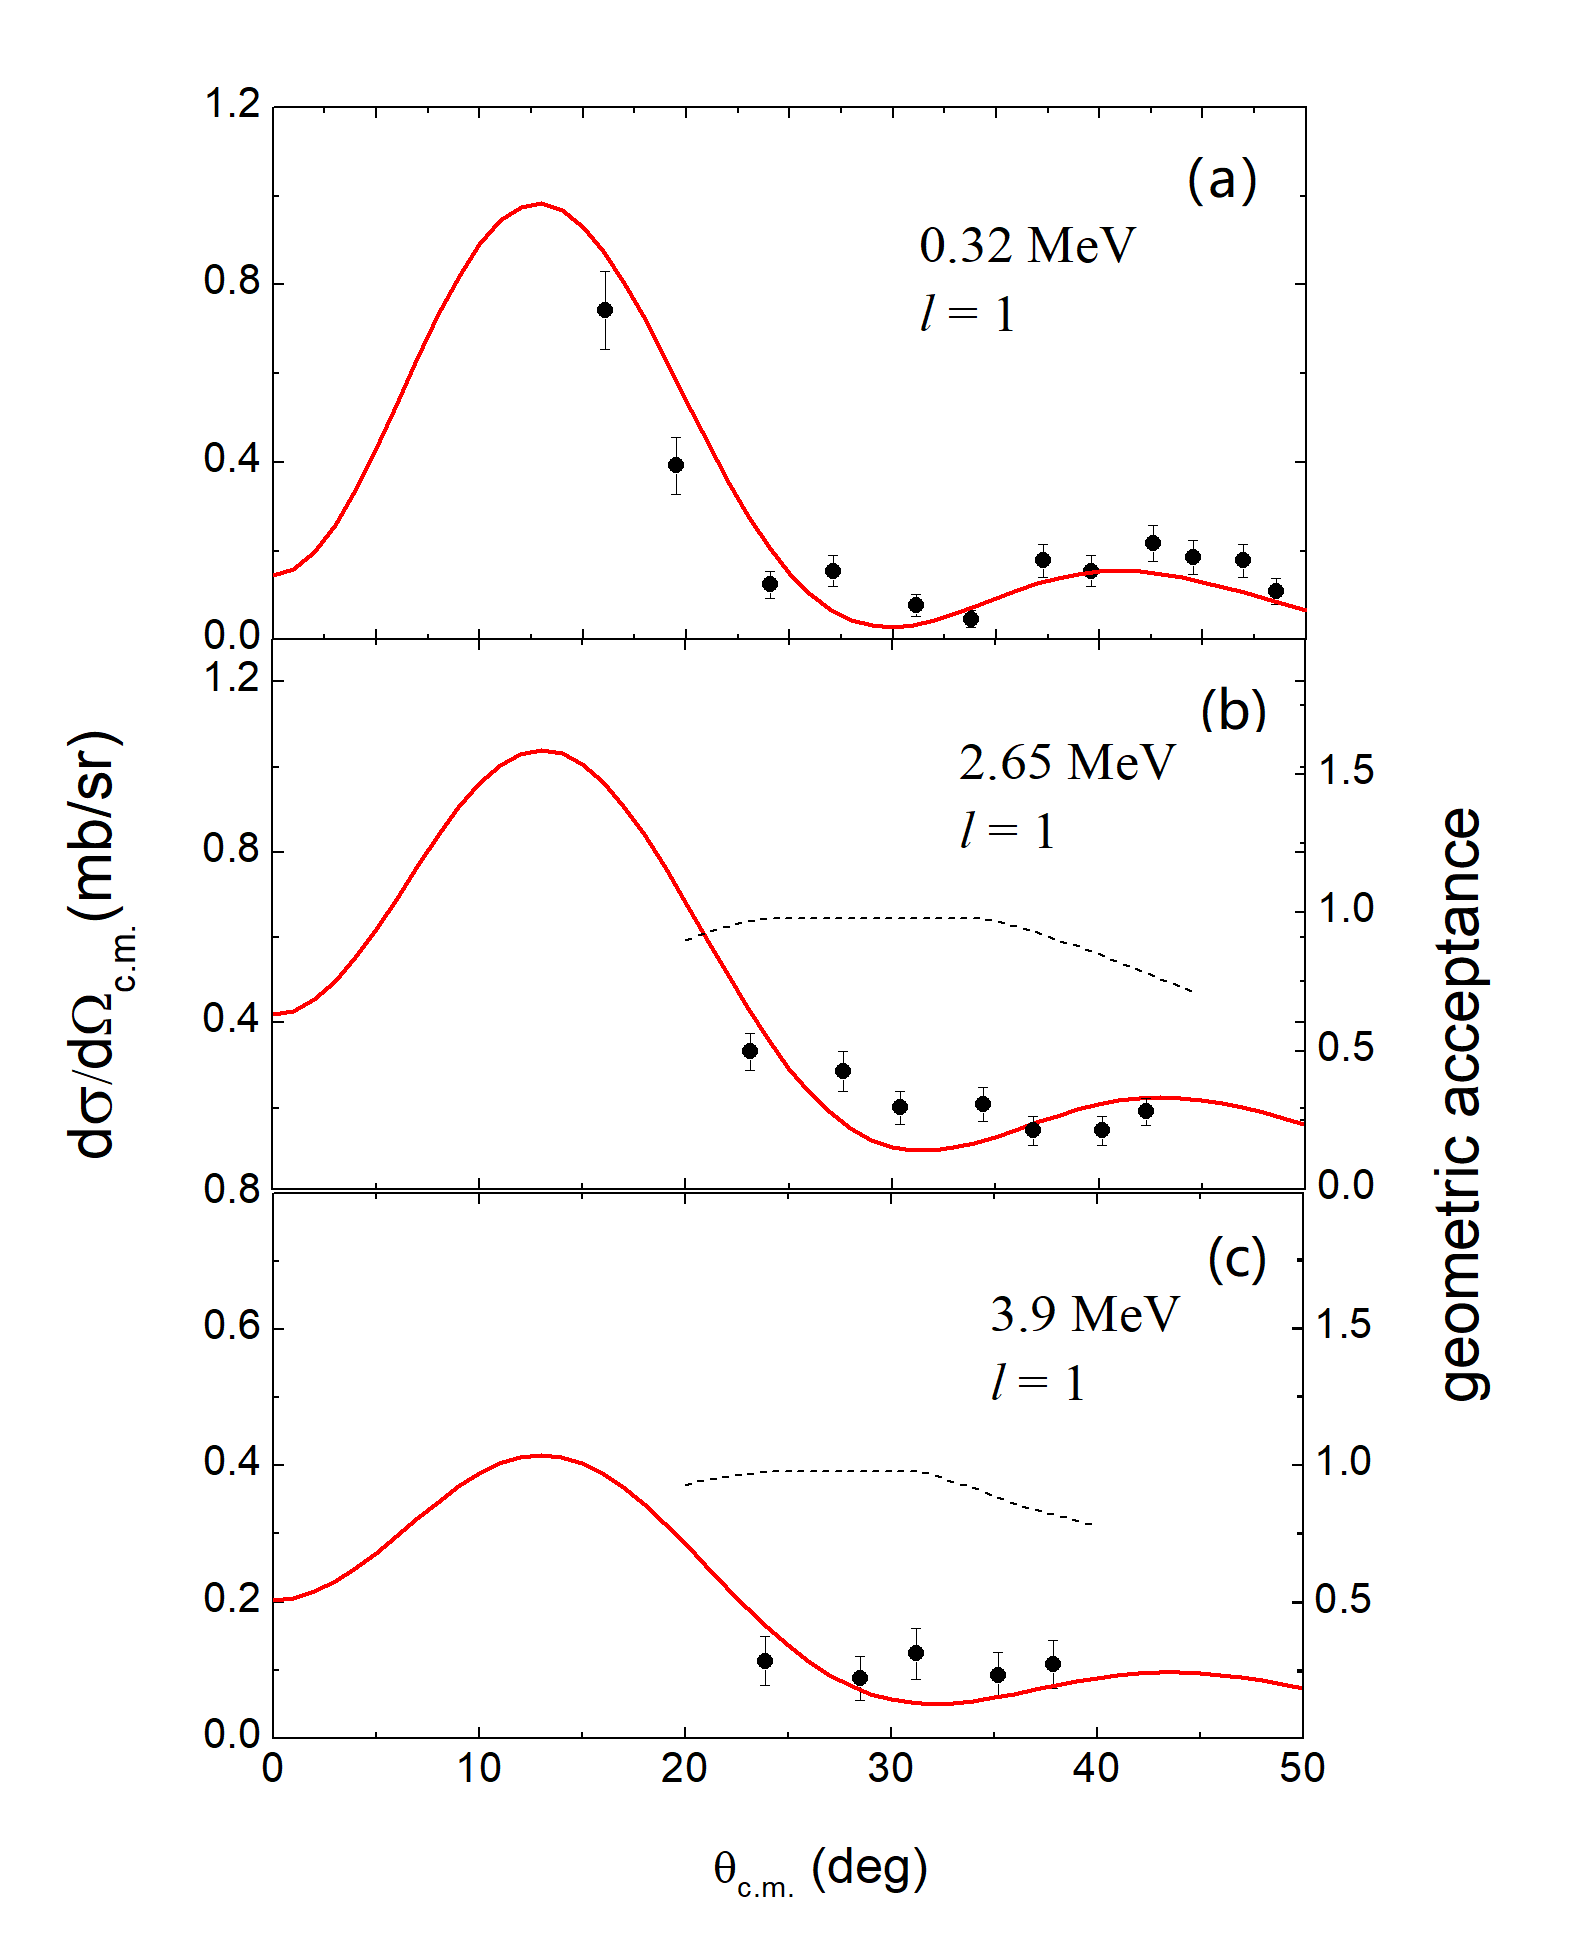 1.2
(a)
0.32 MeV
l = 1
0.8
0.4
0.0
1.2
(b)
2.65 MeV
l = 1
1.5
0.8
1.0
0.4
0.5
0.8
0.0
(c)
3.9 MeV
l = 1
0.6
1.5
0.4
1.0
0.2
0.5
0.0
0 10 20 30 40 50
θc.m. (deg)
dσ/dΩc.m. (mb/sr)
geometric acceptance